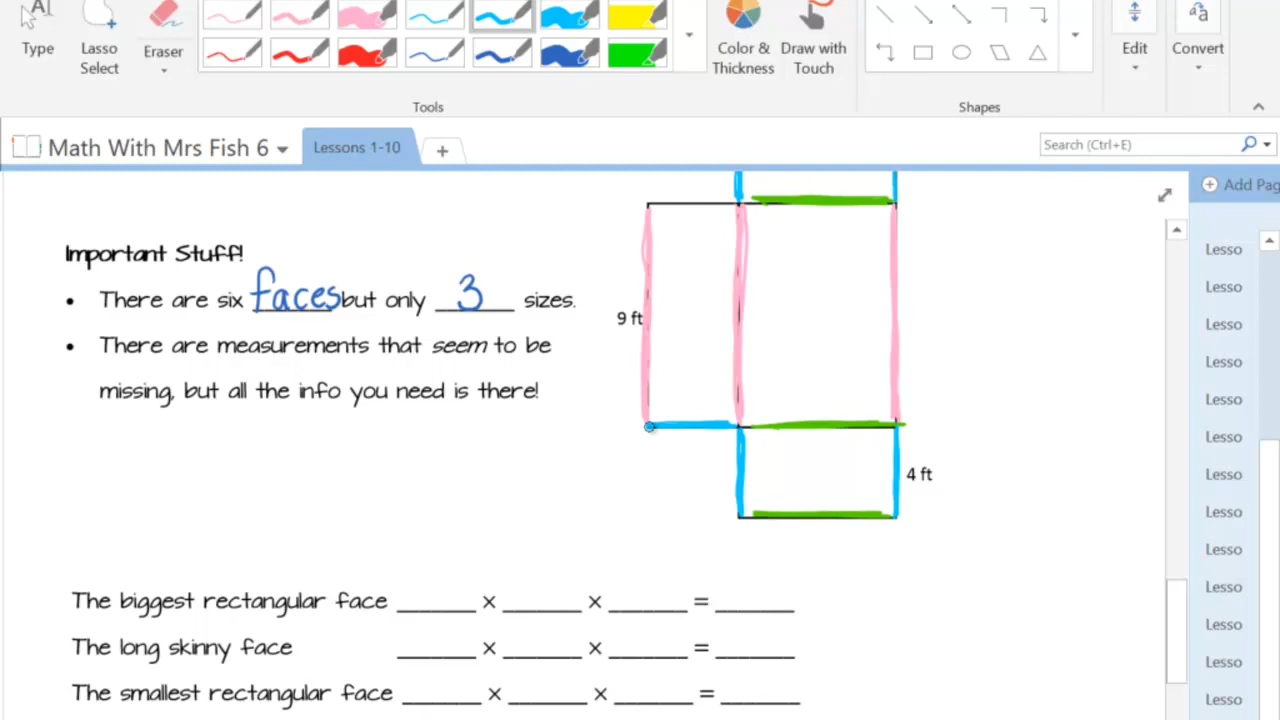 Type
Lasso Select
Eraser
Color & Thickness
Draw with Touch
Edit
Convert
Tools
Shapes
Math With Mrs Fish 6
Lessons 1-10
+
Search (Ctrl+E)
Add Pag
Important Stuff!
• There are six faces but only 3 sizes.
• There are measurements that seem to be
missing, but all the info you need is there!
9 ft
4 ft
The biggest rectangular face ______ × ______ × ______ = ______
The long skinny face ______ × ______ × ______ = ______
The smallest rectangular face ______ × ______ × ______ = ______
Lesso
Lesso
Lesso
Lesso
Lesso
Lesso
Lesso
Lesso
Lesso
Lesso
Lesso
Lesso
Lesso